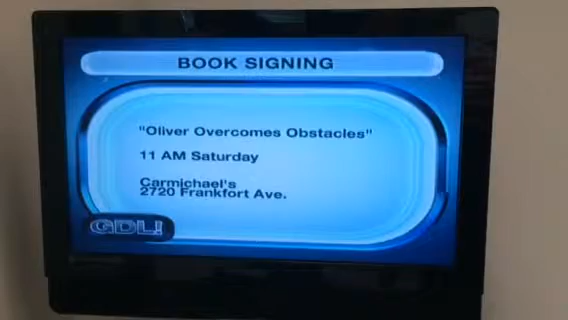 BOOK SIGNING
"Oliver Overcomes Obstacles"
11 AM Saturday
Carmichael's
2720 Frankfort Ave.
GDL!